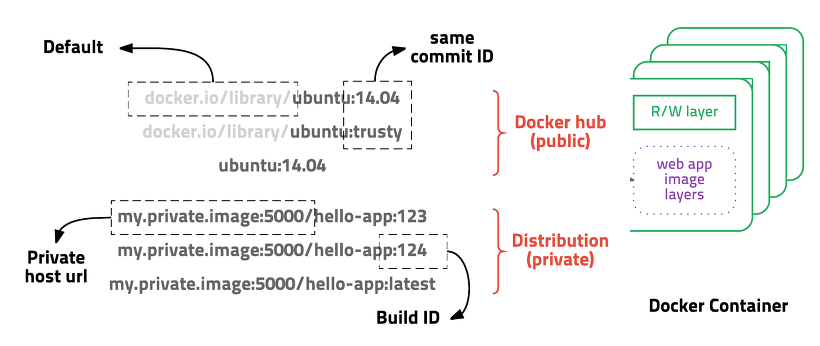 Default
same
commit ID
docker.io/library/ubuntu:14.04
docker.io/library/ubuntu:trusty
ubuntu:14.04
Docker hub
(public)
R/W layer
web app
image
layers
my.private.image:5000/hello-app:123
my.private.image:5000/hello-app:124
my.private.image:5000/hello-app:latest
Distribution
(private)
Private
host url
Build ID
Docker Container